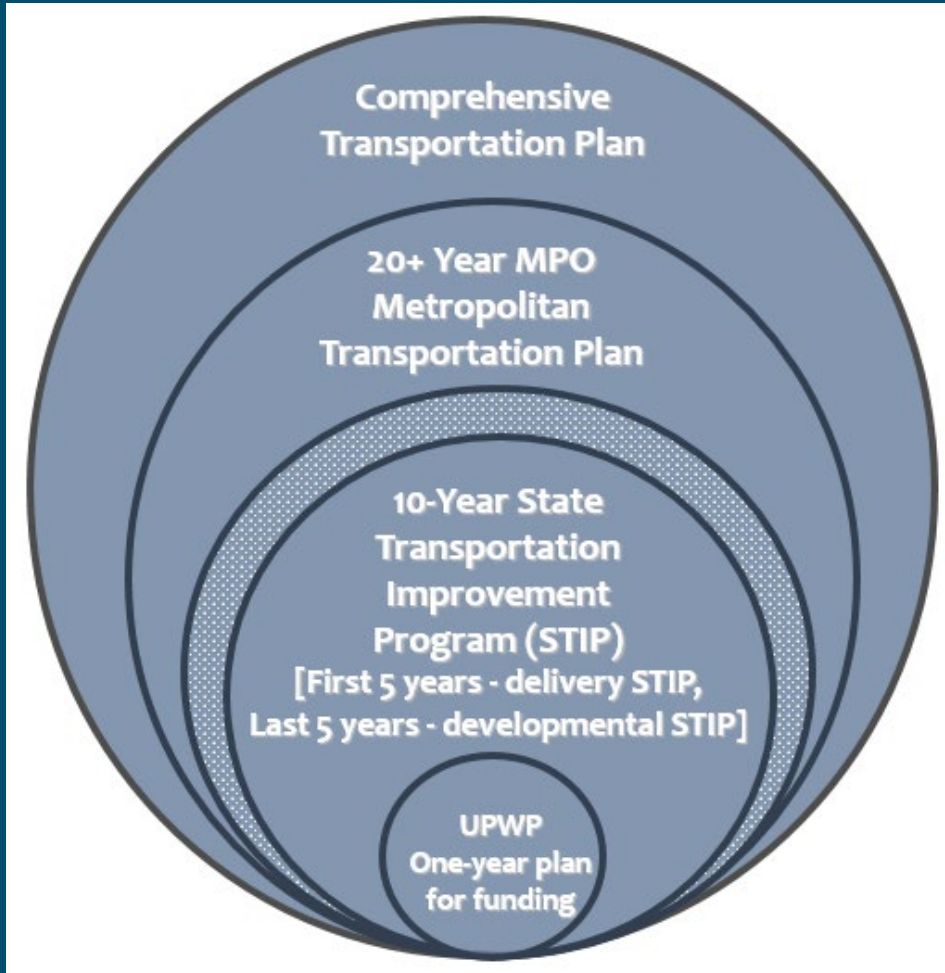 Comprehensive
Transportation Plan
20+ Year MPO
Metropolitan
Transportation Plan
10-Year State
Transportation
Improvement
Program (STIP)
[First 5 years - delivery STIP,
Last 5 years - developmental STIP]
UPWP
One-year plan
for funding